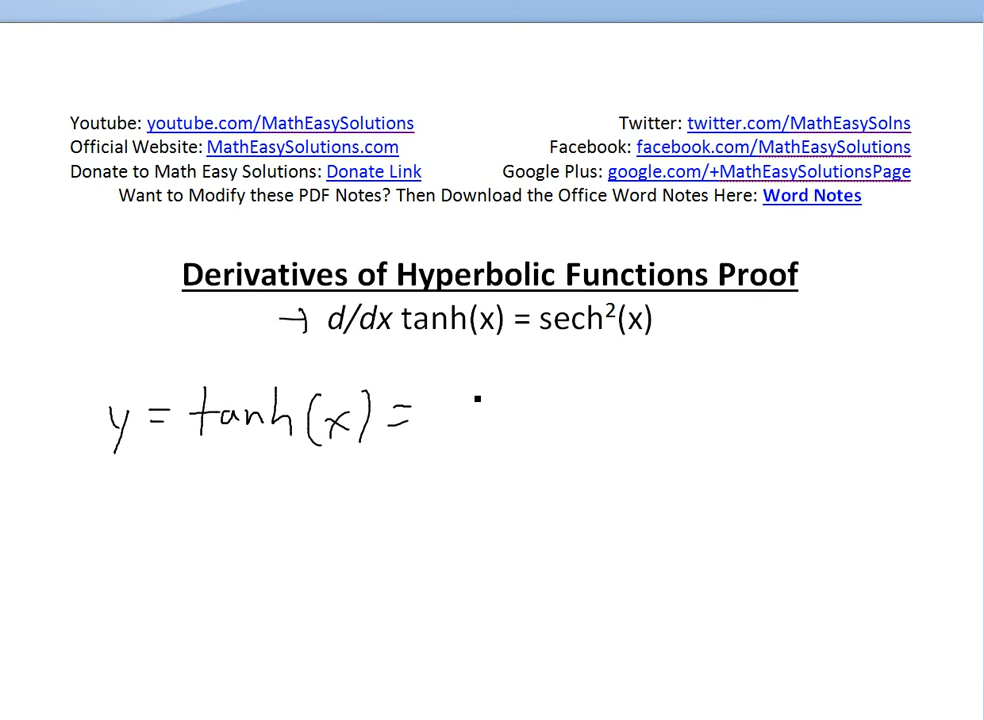 Youtube: youtube.com/MathEasySolutions Twitter: twitter.com/MathEasySolns
Official Website: MathEasySolutions.com Facebook: facebook.com/MathEasySolutions
Donate to Math Easy Solutions: Donate Link Google Plus: google.com/+MathEasySolutionsPage
Want to Modify these PDF Notes? Then Download the Office Word Notes Here: Word Notes
Derivatives of Hyperbolic Functions Proof
→ d/dx tanh(x) = sech²(x)
y = tanh(x) =